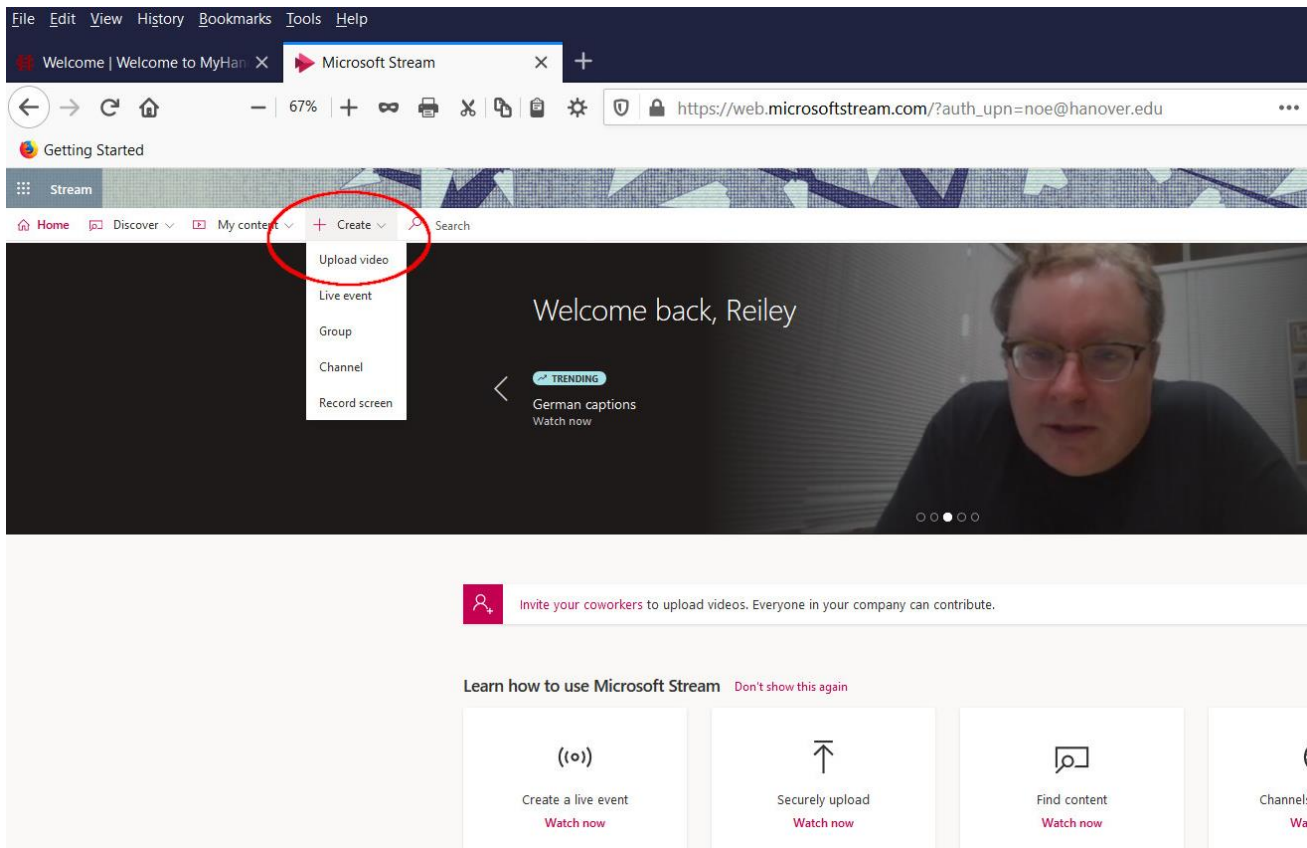 File Edit View History Bookmarks Tools Help
Welcome | Welcome to MyHan
Microsoft Stream
67%
https://web.microsoftstream.com/?auth_upn=noe@hanover.edu
Getting Started
Stream
Home Discover My content Create Search
Upload video
Live event
Group
Channel
Record screen
Welcome back, Reiley
TRENDING
German captions
Watch now
Invite your coworkers to upload videos. Everyone in your company can contribute.
Learn how to use Microsoft Stream Don't show this again
Create a live event
Watch now
Securely upload
Watch now
Find content
Watch now
Channels
Wa